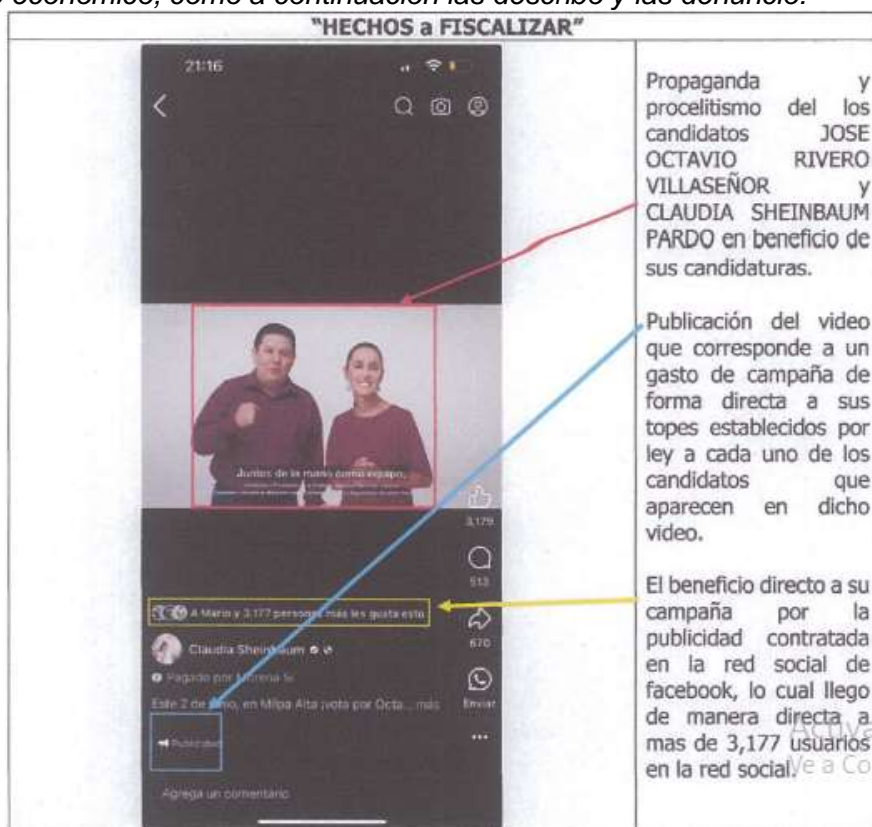 económico, como a continuación las describo y las denuncio.
"HECHOS a FISCALIZAR"
21:16
Juntos de la mano como equipo,
3,179
513
A Mario y 3.177 personas más les gusta esto
670
Claudia Sheinbaum
Pagado por Morena Si
Este 2 de junio, en Milpa Alta ¡vota por Octa... más
Enviar
Publicidad
Agrega un comentario
Propaganda y
procelitismo del los
candidatos JOSE
OCTAVIO RIVERO
VILLASEÑOR y
CLAUDIA SHEINBAUM
PARDO en beneficio de
sus candidaturas.
Publicación del video
que corresponde a un
gasto de campaña de
forma directa a sus
topes establecidos por
ley a cada uno de los
candidatos que
aparecen en dicho
video.
El beneficio directo a su
campaña por la
publicidad contratada
en la red social de
facebook, lo cual llego
de manera directa a
mas de 3,177 usuarios
en la red social.
Activa
Ve a Co